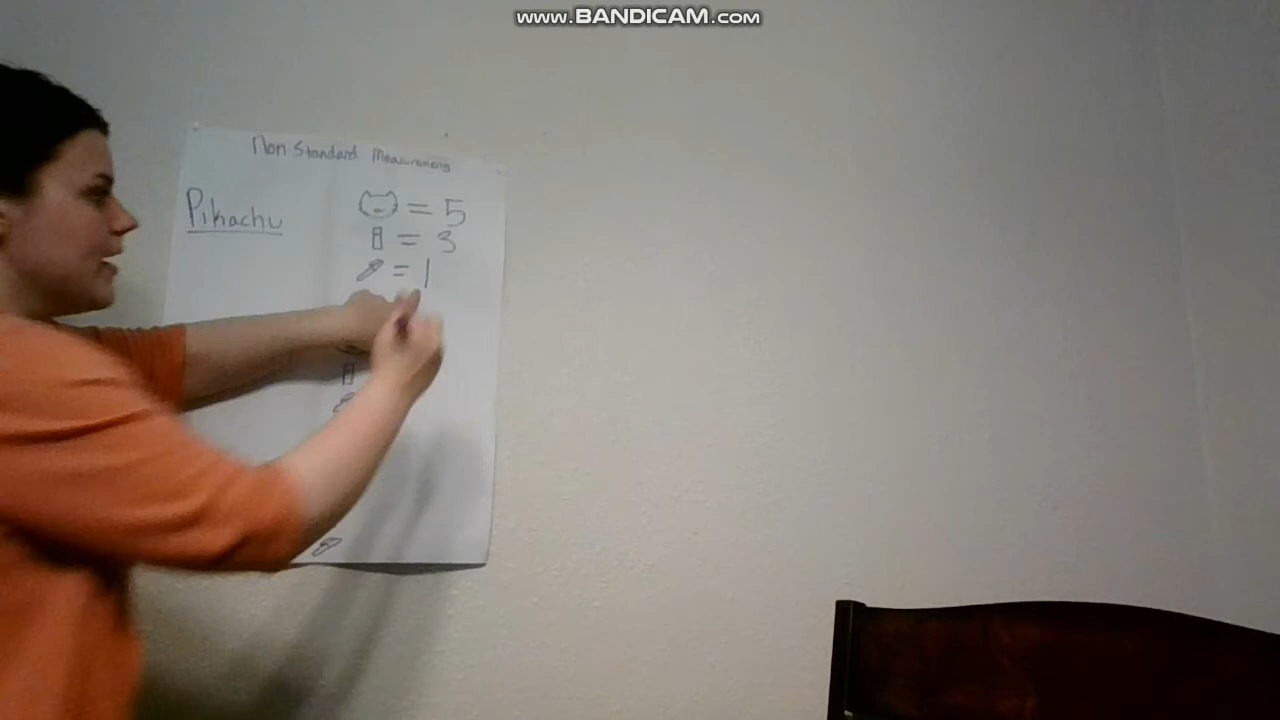 www.BANDICAM.com
Non Standard Measurement
Pikachu
= 5
= 3
= 1